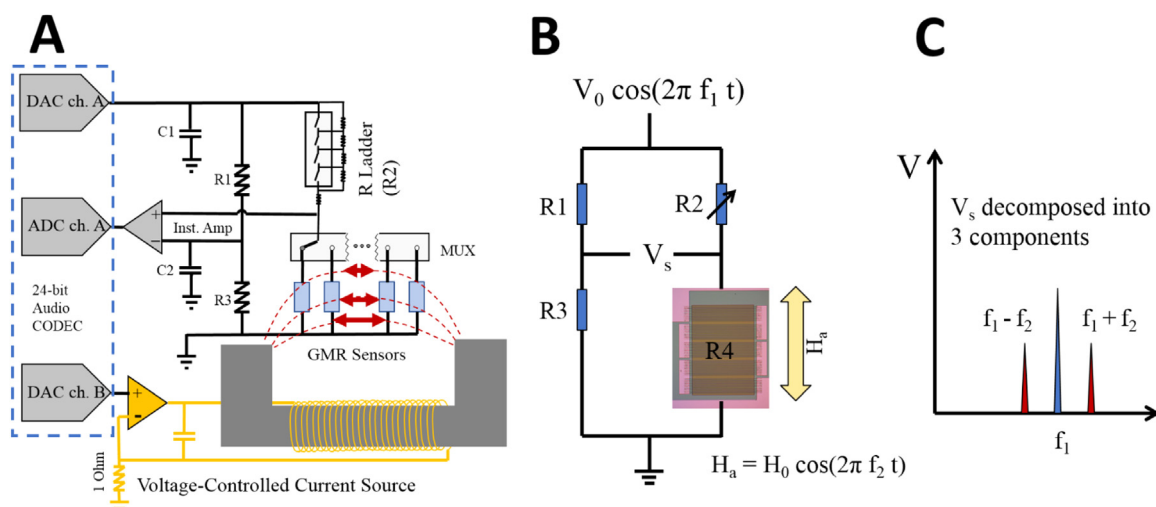 A
DAC ch. A
C1
R1
R Ladder
(R2)
ADC ch. A
+
−
Inst. Amp
C2
MUX
24-bit
Audio
CODEC
R3
GMR Sensors
DAC ch. B
+
-
1 Ohm
Voltage-Controlled Current Source
B
V₀ cos(2π f₁ t)
R1
R2
Vₛ
R3
R4
Hₐ
Hₐ = H₀ cos(2π f₂ t)
C
V
Vₛ decomposed into
3 components
f₁ - f₂
f₁ + f₂
f₁